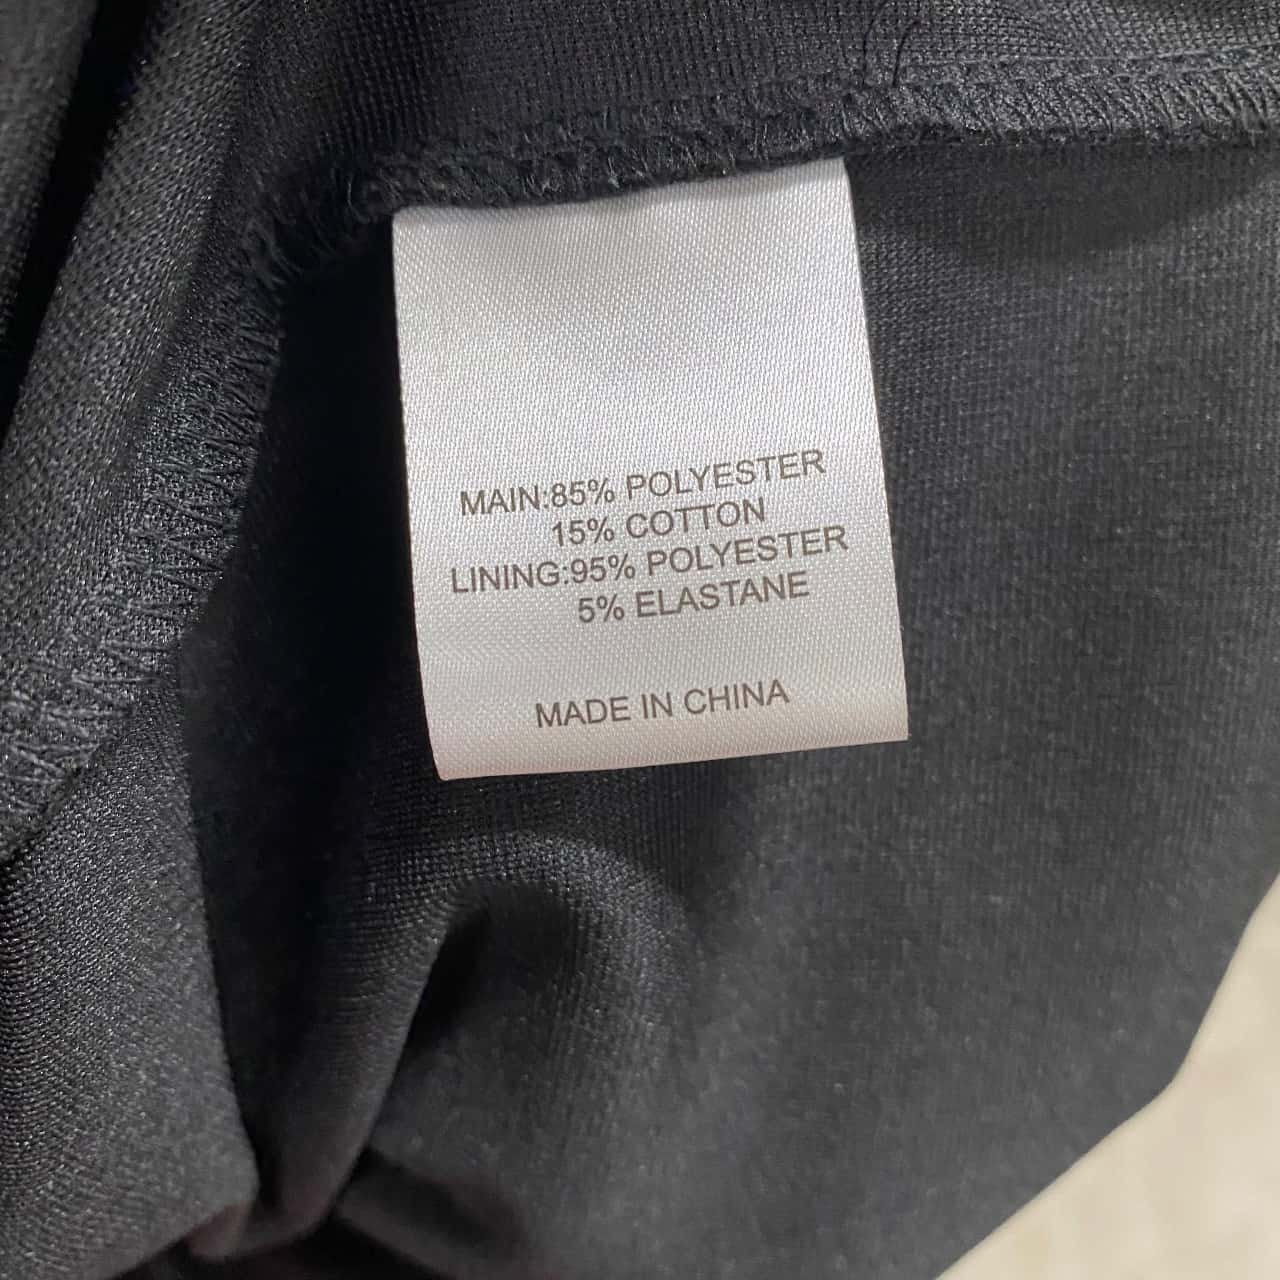 MAIN:85% POLYESTER
15% COTTON
LINING:95% POLYESTER
5% ELASTANE
MADE IN CHINA